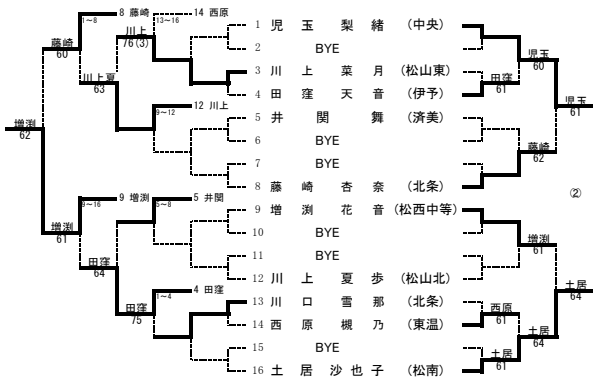 8 藤崎
1~8
14 西原
13~16
藤崎
60
川上
76(3)
川上夏
63
12 川上
9~12
増渕
62
9 増渕
9~16
5 井関
5~8
増渕
61
田窪
64
4 田窪
1~4
田窪
75
1 児玉梨緒 (中央)
2 BYE
3 川上菜月 (松山東)
4 田窪天音 (伊予)
5 井関舞 (済美)
6 BYE
7 BYE
8 藤崎杏奈 (北条)
9 増渕花音 (松西中等)
10 BYE
11 BYE
12 川上夏歩 (松山北)
13 川口雪那 (北条)
14 西原槻乃 (東温)
15 BYE
16 土居沙也子 (松南)
児玉
60
田窪
61
児玉
61
藤崎
62
②
増渕
61
土居
64
西原
61
土居
64
土居
61